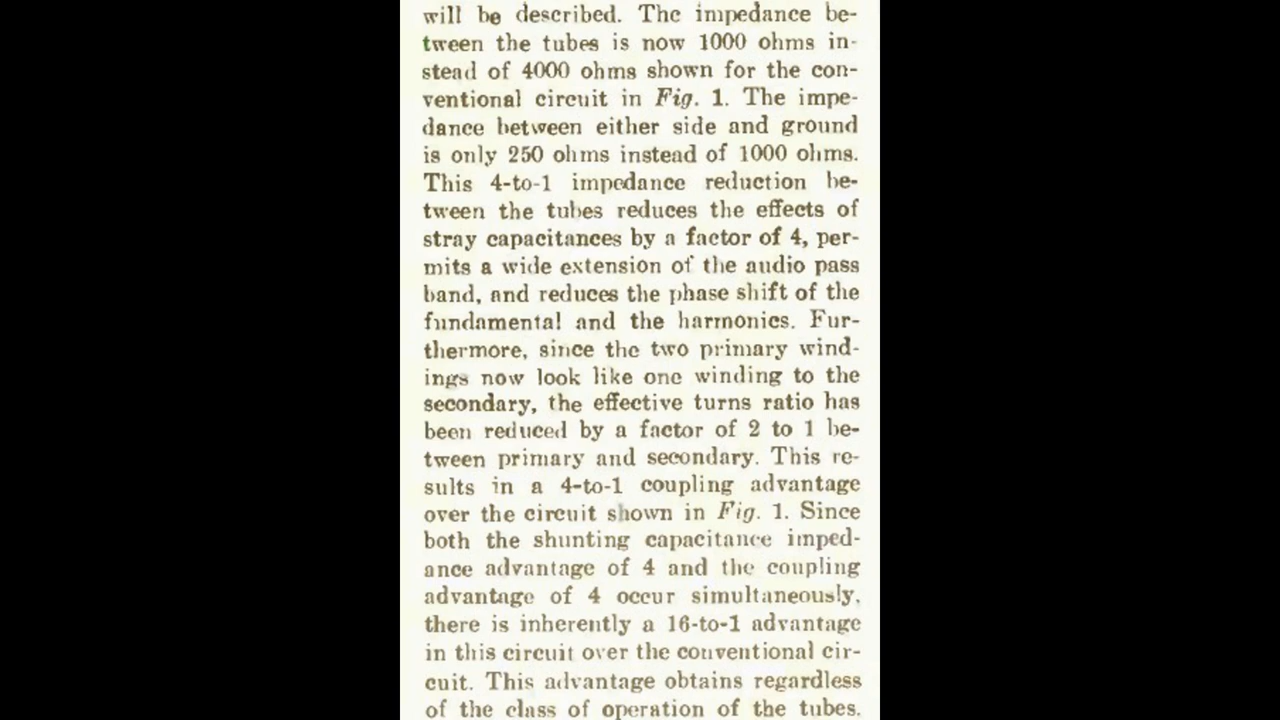 will be described. The impedance be-
tween the tubes is now 1000 ohms in-
stead of 4000 ohms shown for the con-
ventional circuit in Fig. 1. The impe-
dance between either side and ground
is only 250 ohms instead of 1000 ohms.
This 4-to-1 impedance reduction be-
tween the tubes reduces the effects of
stray capacitances by a factor of 4, per-
mits a wide extension of the audio pass
band, and reduces the phase shift of the
fundamental and the harmonics. Fur-
thermore, since the two primary wind-
ings now look like one winding to the
secondary, the effective turns ratio has
been reduced by a factor of 2 to 1 be-
tween primary and secondary. This re-
sults in a 4-to-1 coupling advantage
over the circuit shown in Fig. 1. Since
both the shunting capacitance imped-
ance advantage of 4 and the coupling
advantage of 4 occur simultaneously,
there is inherently a 16-to-1 advantage
in this circuit over the conventional cir-
cuit. This advantage obtains regardless
of the class of operation of the tubes.